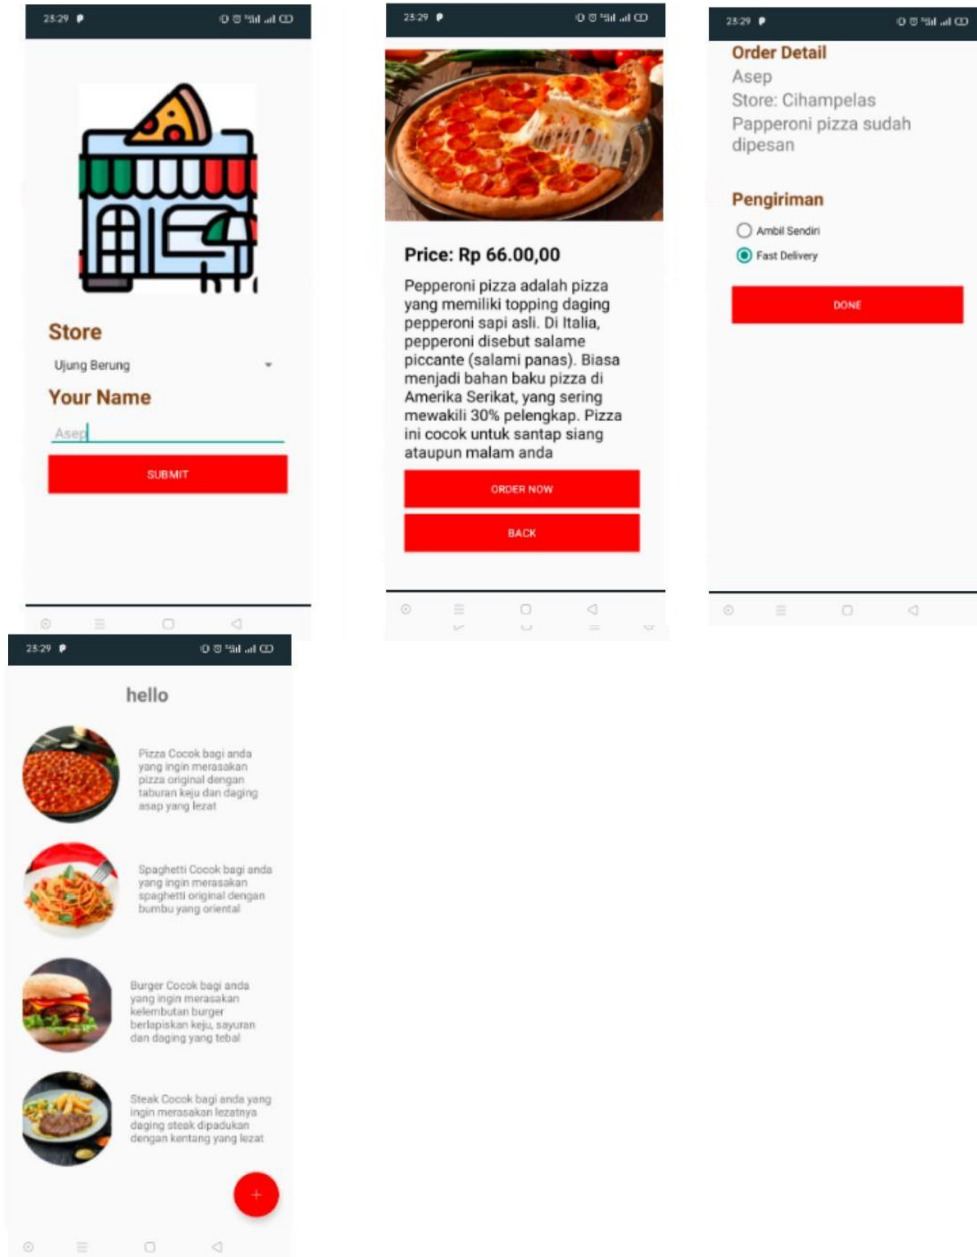 23:29
Store
Ujung Berung
Your Name
Asep
SUBMIT
23:29
Price: Rp 66.00,00
Pepperoni pizza adalah pizza
yang memiliki topping daging
pepperoni sapi asli. Di Italia,
pepperoni disebut salame
piccante (salami panas). Biasa
menjadi bahan baku pizza di
Amerika Serikat, yang sering
mewakili 30% pelengkap. Pizza
ini cocok untuk santap siang
ataupun malam anda
ORDER NOW
BACK
23:29
Order Detail
Asep
Store: Cihampelas
Papperoni pizza sudah
dipesan
Pengiriman
Ambil Sendiri
Fast Delivery
DONE
23:29
hello
Pizza Cocok bagi anda
yang ingin merasakan
pizza original dengan
taburan keju dan daging
asap yang lezat
Spaghetti Cocok bagi anda
yang ingin merasakan
spaghetti original dengan
bumbu yang oriental
Burger Cocok bagi anda
yang ingin merasakan
kelembutan burger
berlapiskan keju, sayuran
dan daging yang tebal
Steak Cocok bagi anda yang
ingin merasakan lezatnya
daging steak dipadukan
dengan kentang yang lezat
+